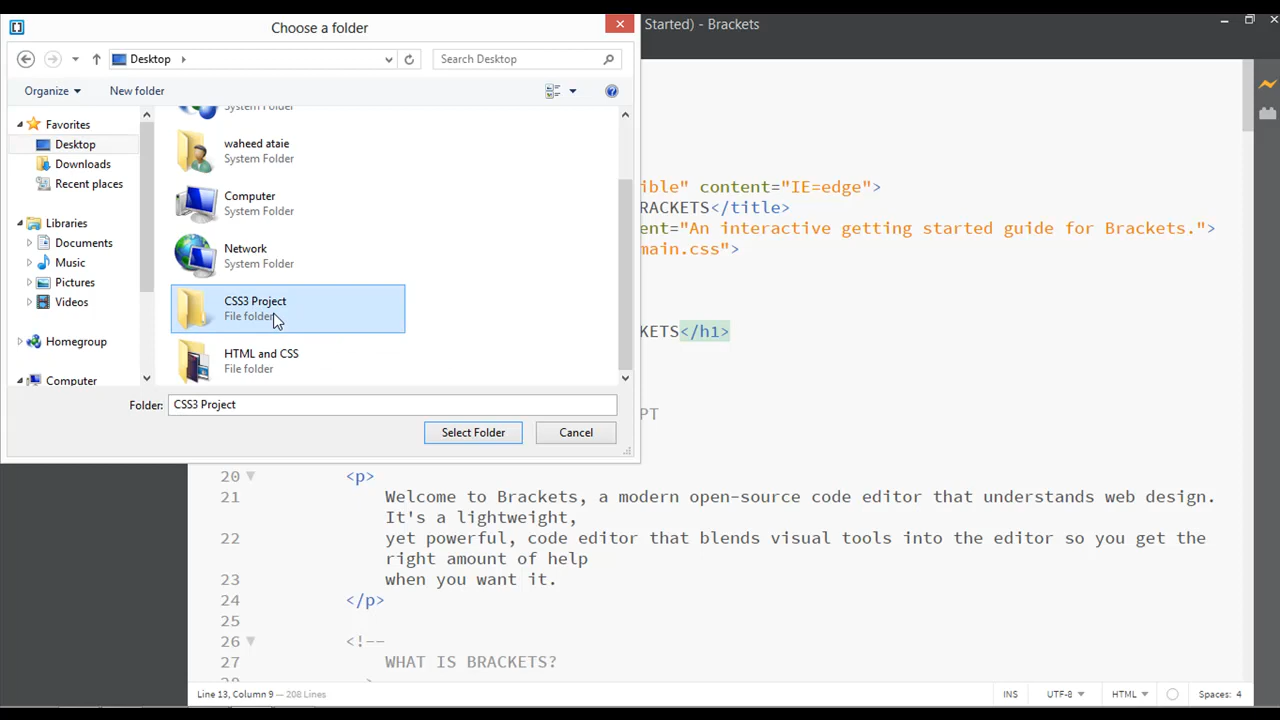 Choose a folder
Started) - Brackets
Desktop
Search Desktop
Organize
New folder
Favorites
Desktop
Downloads
Recent places
Libraries
Documents
Music
Pictures
Videos
Homegroup
Computer
System Folder
waheed ataie
System Folder
Computer
System Folder
Network
System Folder
CSS3 Project
File folder
HTML and CSS
File folder
Folder: CSS3 Project
Select Folder
Cancel
ible" content="IE=edge">
RACKETS</title>
ent="An interactive getting started guide for Brackets.">
main.css">
KETS</h1>
PT
20 <p>
21 Welcome to Brackets, a modern open-source code editor that understands web design.
It's a lightweight,
22 yet powerful, code editor that blends visual tools into the editor so you get the
right amount of help
23 when you want it.
24 </p>
25
26 <!--
27 WHAT IS BRACKETS?
Line 13, Column 9 — 208 Lines
INS
UTF-8
HTML
Spaces: 4